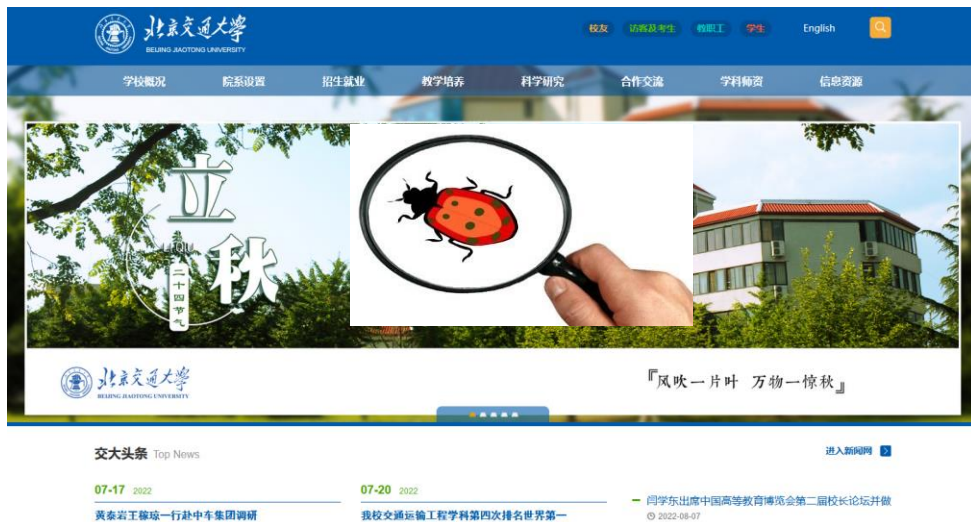 北京交通大學
BEIJING JIAOTONG UNIVERSITY
校友 访客及考生 教职工 学生 English
学校概况 院系设置 招生就业 教学培养 科学研究 合作交流 学科师资 信息资源
立
秋
LIQIU
二十四节气
北京交通大學
BEIJING JIAOTONG UNIVERSITY
『风吹一片叶 万物一惊秋』
交大头条 Top News
进入新闻网
07-17 2022
黄泰岩王稼琼一行赴中车集团调研
07-20 2022
我校交通运输工程学科第四次排名世界第一
闫学东出席中国高等教育博览会第二届校长论坛并做
2022-08-07